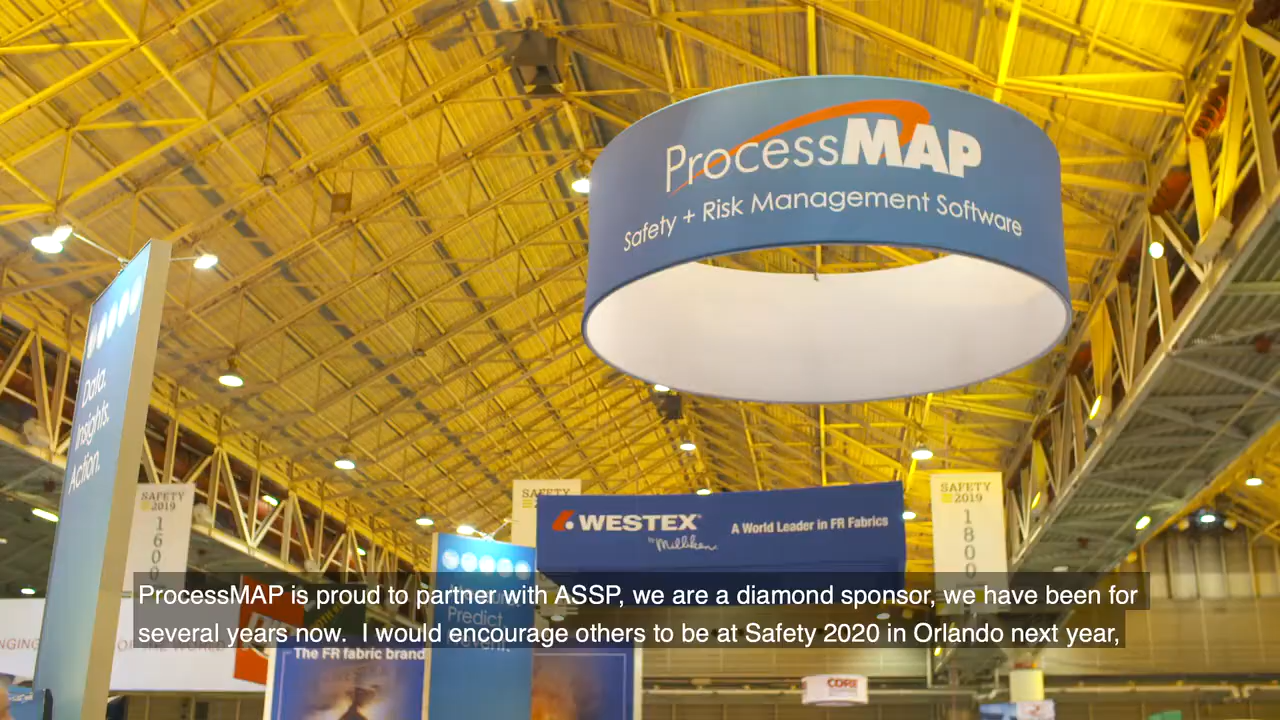 ProcessMAP
Safety + Risk Management Software
Data.
Insights.
Action.
SAFETY
2019
1600
SAFETY
WESTEX
by Milliken
A World Leader in FR Fabrics
SAFETY
2019
1800
Predict
Prevent.
ProcessMAP is proud to partner with ASSP, we are a diamond sponsor, we have been for
several years now. I would encourage others to be at Safety 2020 in Orlando next year,
The FR fabric brand
CORE